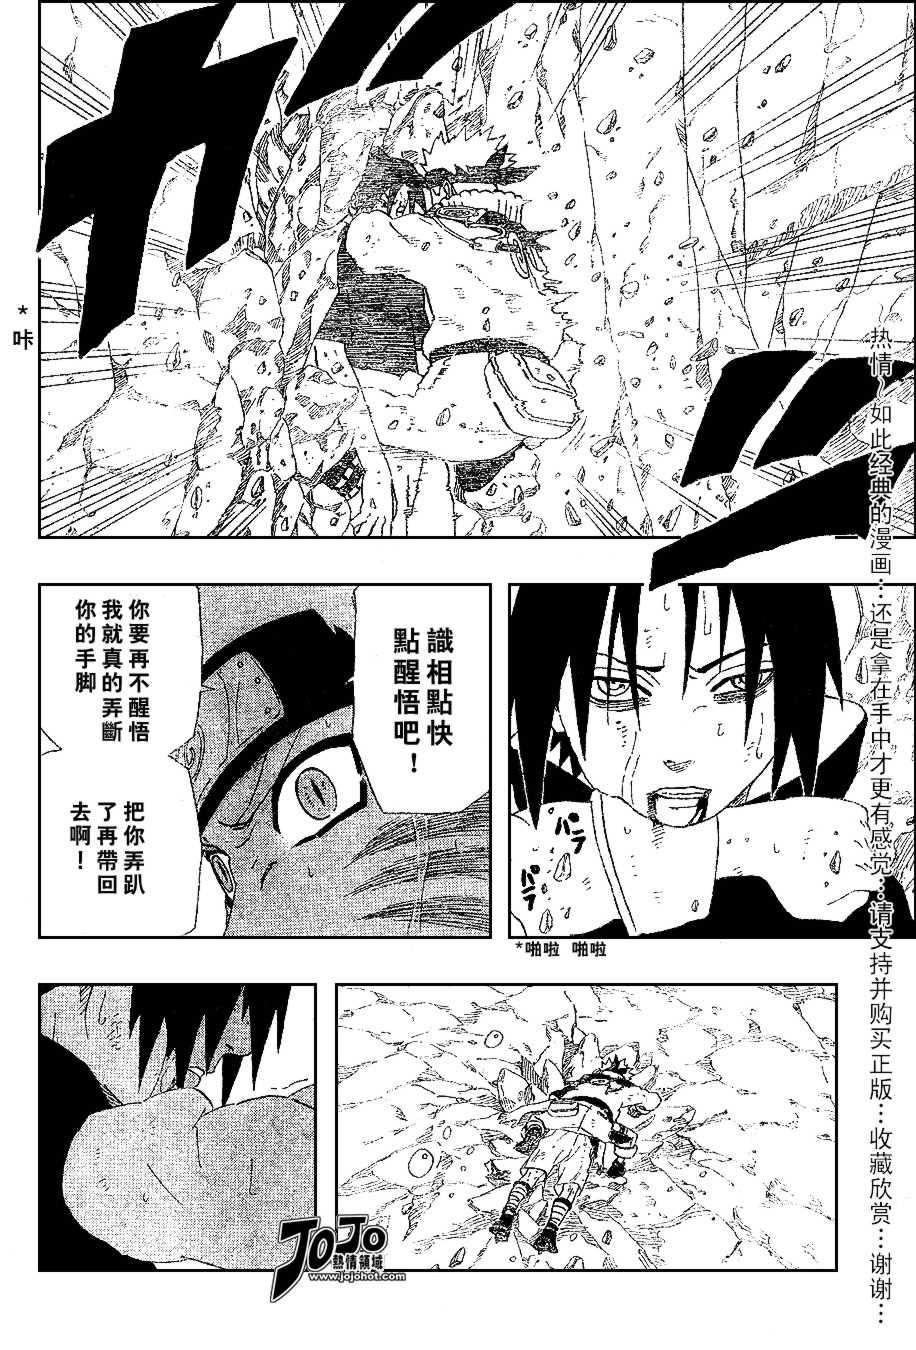 ガッ
*咔
ガッ
識相點快
點醒悟吧！
你要再不醒悟
我就真的弄斷
你的手脚
把你弄趴
了再帶回
去啊！
パラ
パラ
*啪啦 啪啦
JOJO
熱情領域
www.jojohot.com
热情～如此经典的漫画…还是拿在手中才更有感觉…请支持并购买正版…收藏欣赏…谢谢…